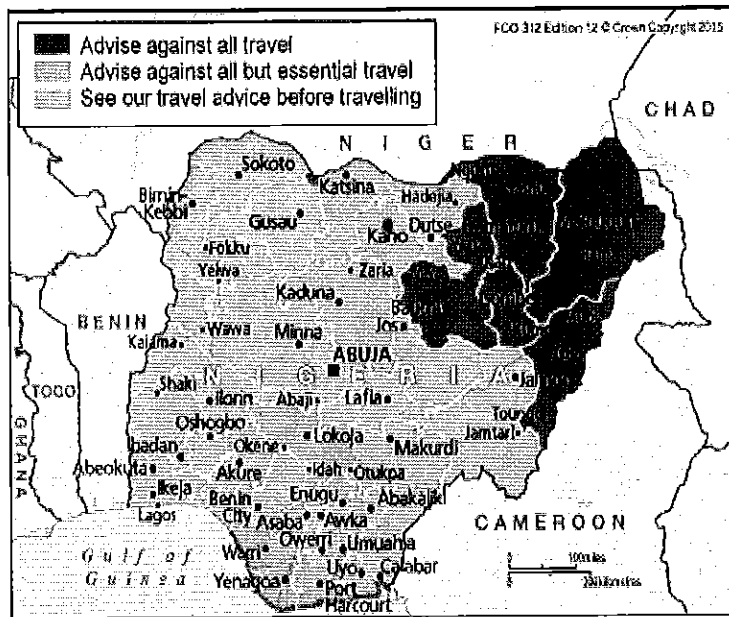 FCO 312 Edition 12 © Crown Copyright 2015
Advise against all travel
Advise against all but essential travel
See our travel advice before travelling
CHAD
NIGER
Sokoto
Katsina
Birnin
Kebbi
Hadejia
Gusau
Kano
Dutse
Fokku
Yelwa
Zaria
Kaduna
BENIN
Wawa
Kaiama
Minna
Jos
ABUJA
NIGERIA
Shaki
Ilorin
Abaji
Lafia
TOGO
Oshogbo
Ibadan
Okene
Lokoja
Makurdi
Jamtari
GHANA
Abeokuta
Akure
Idah
Otukpa
Ikeja
Benin
City
Enugu
Abakaliki
Lagos
Asaba
Awka
CAMEROON
Owerri
Umuahia
Gulf of
Guinea
Warri
Uyo
Calabar
Yenagoa
Port
Harcourt
0
100 miles